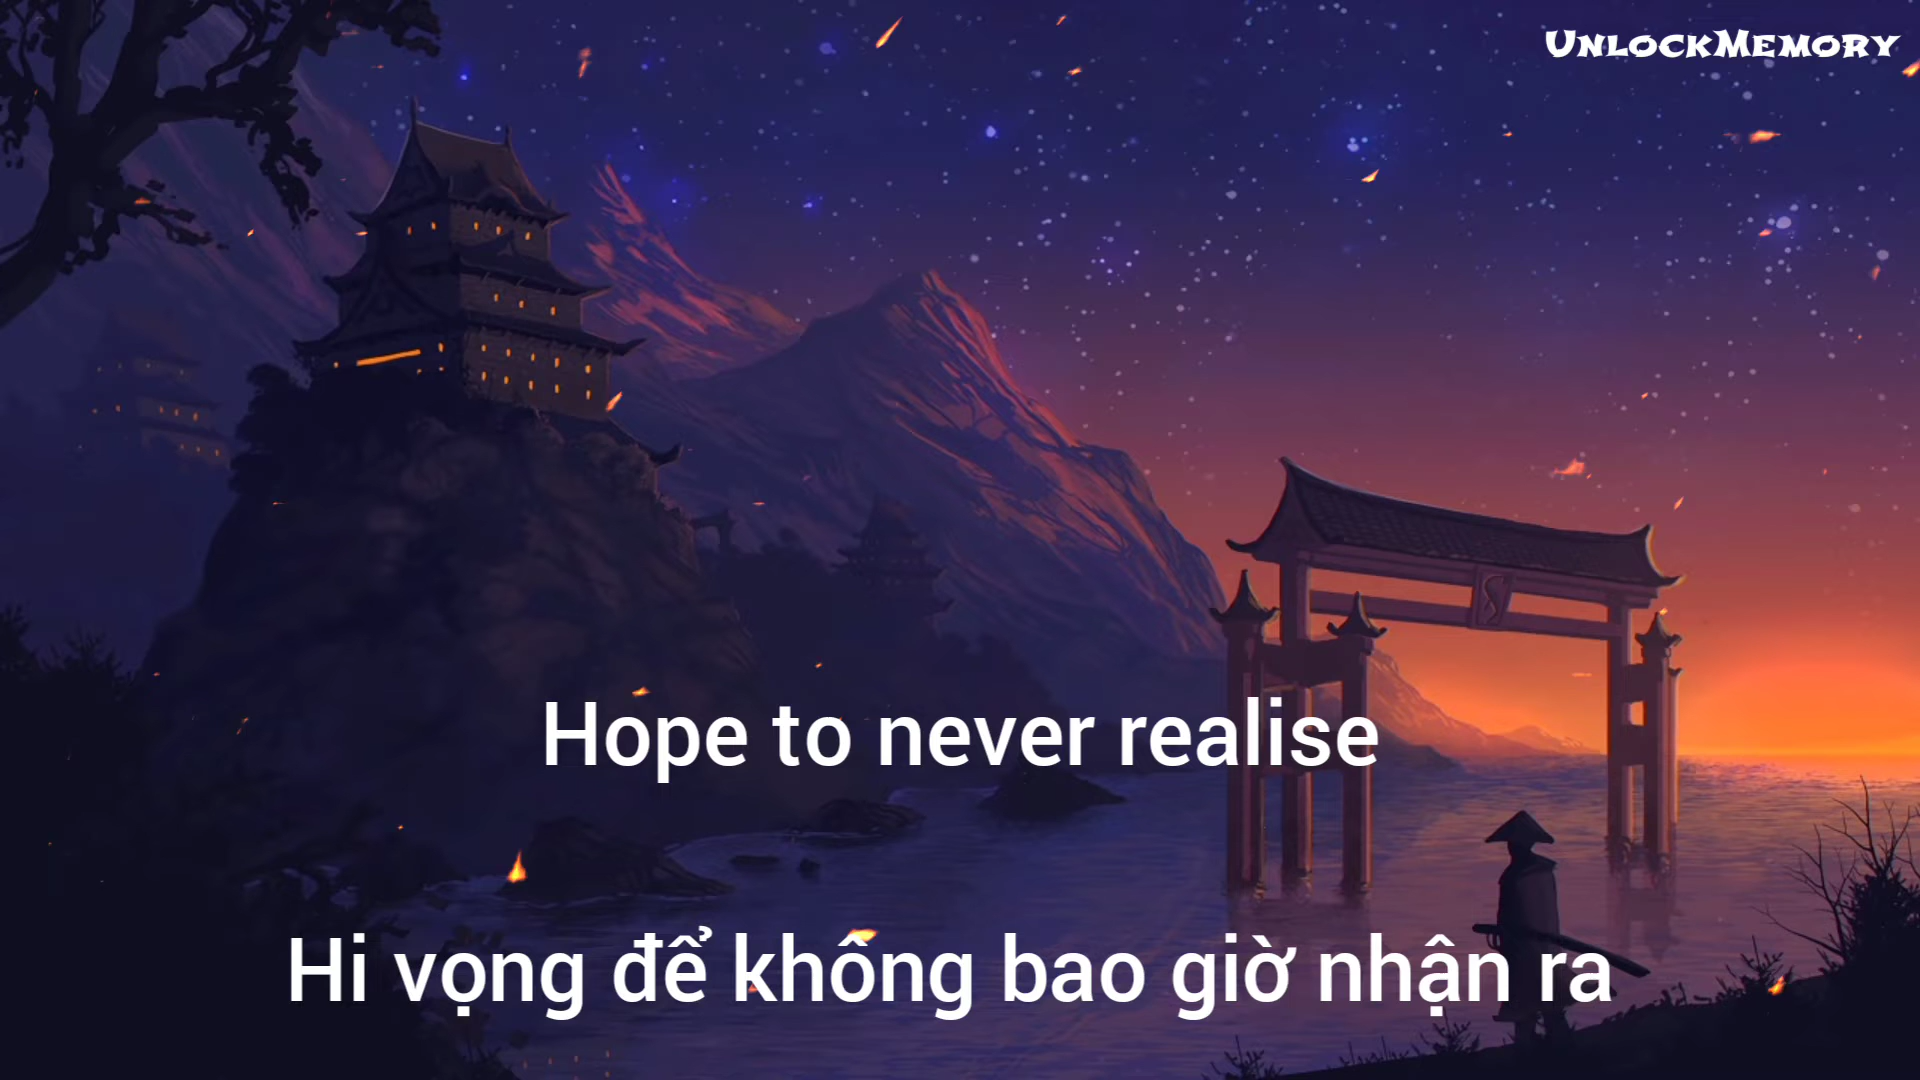 UnlockMemory
Hope to never realise
Hi vọng để không bao giờ nhận ra